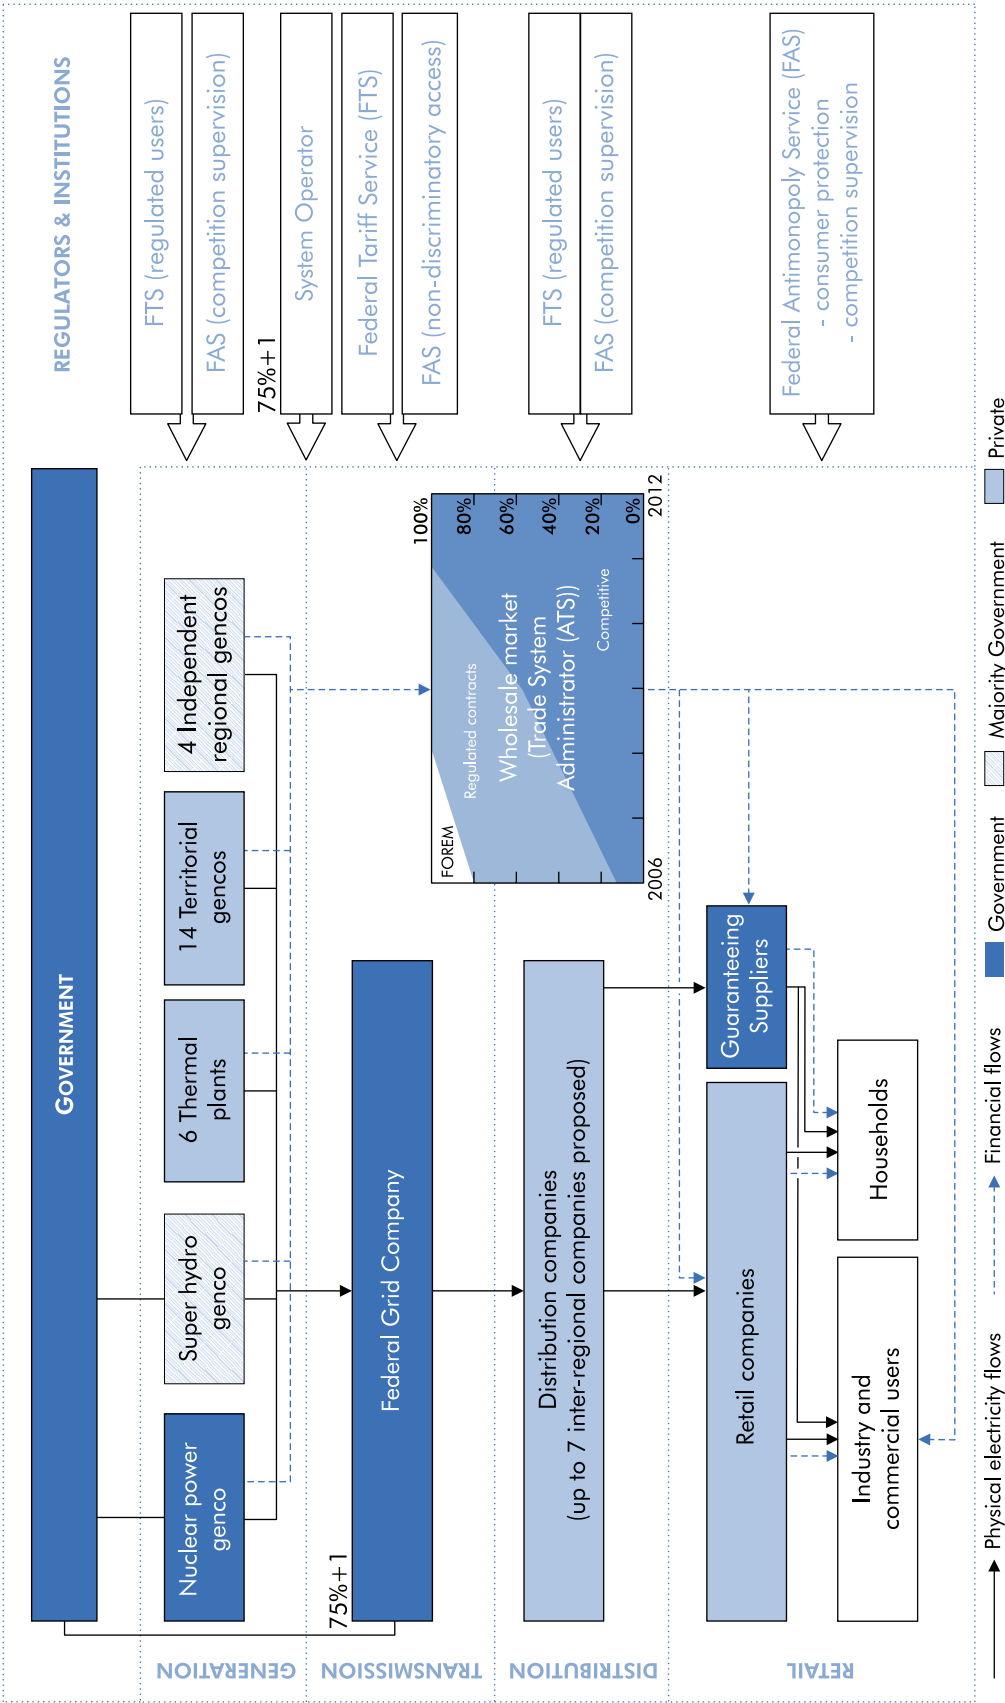 REGULATORS & INSTITUTIONS
FTS (regulated users)
FAS (competition supervision)
75%+1
System Operator
Federal Tariff Service (FTS)
FAS (non-discriminatory access)
FTS (regulated users)
FAS (competition supervision)
Federal Antimonopoly Service (FAS)
- consumer protection
- competition supervision
GOVERNMENT
GENERATION
Nuclear power
genco
Super hydro
genco
6 Thermal
plants
14 Territorial
gencos
4 Independent
regional gencos
TRANSMISSION
75%+1
Federal Grid Company
FOREM
Regulated contracts
Wholesale market
(Trade System
Administrator (ATS))
Competitive
100%
80%
60%
40%
20%
0%
2006
2012
DISTRIBUTION
Distribution companies
(up to 7 inter-regional companies proposed)
RETAIL
Retail companies
Guaranteeing
Suppliers
Industry and
commercial users
Households
Physical electricity flows
Financial flows
Government
Majority Government
Private